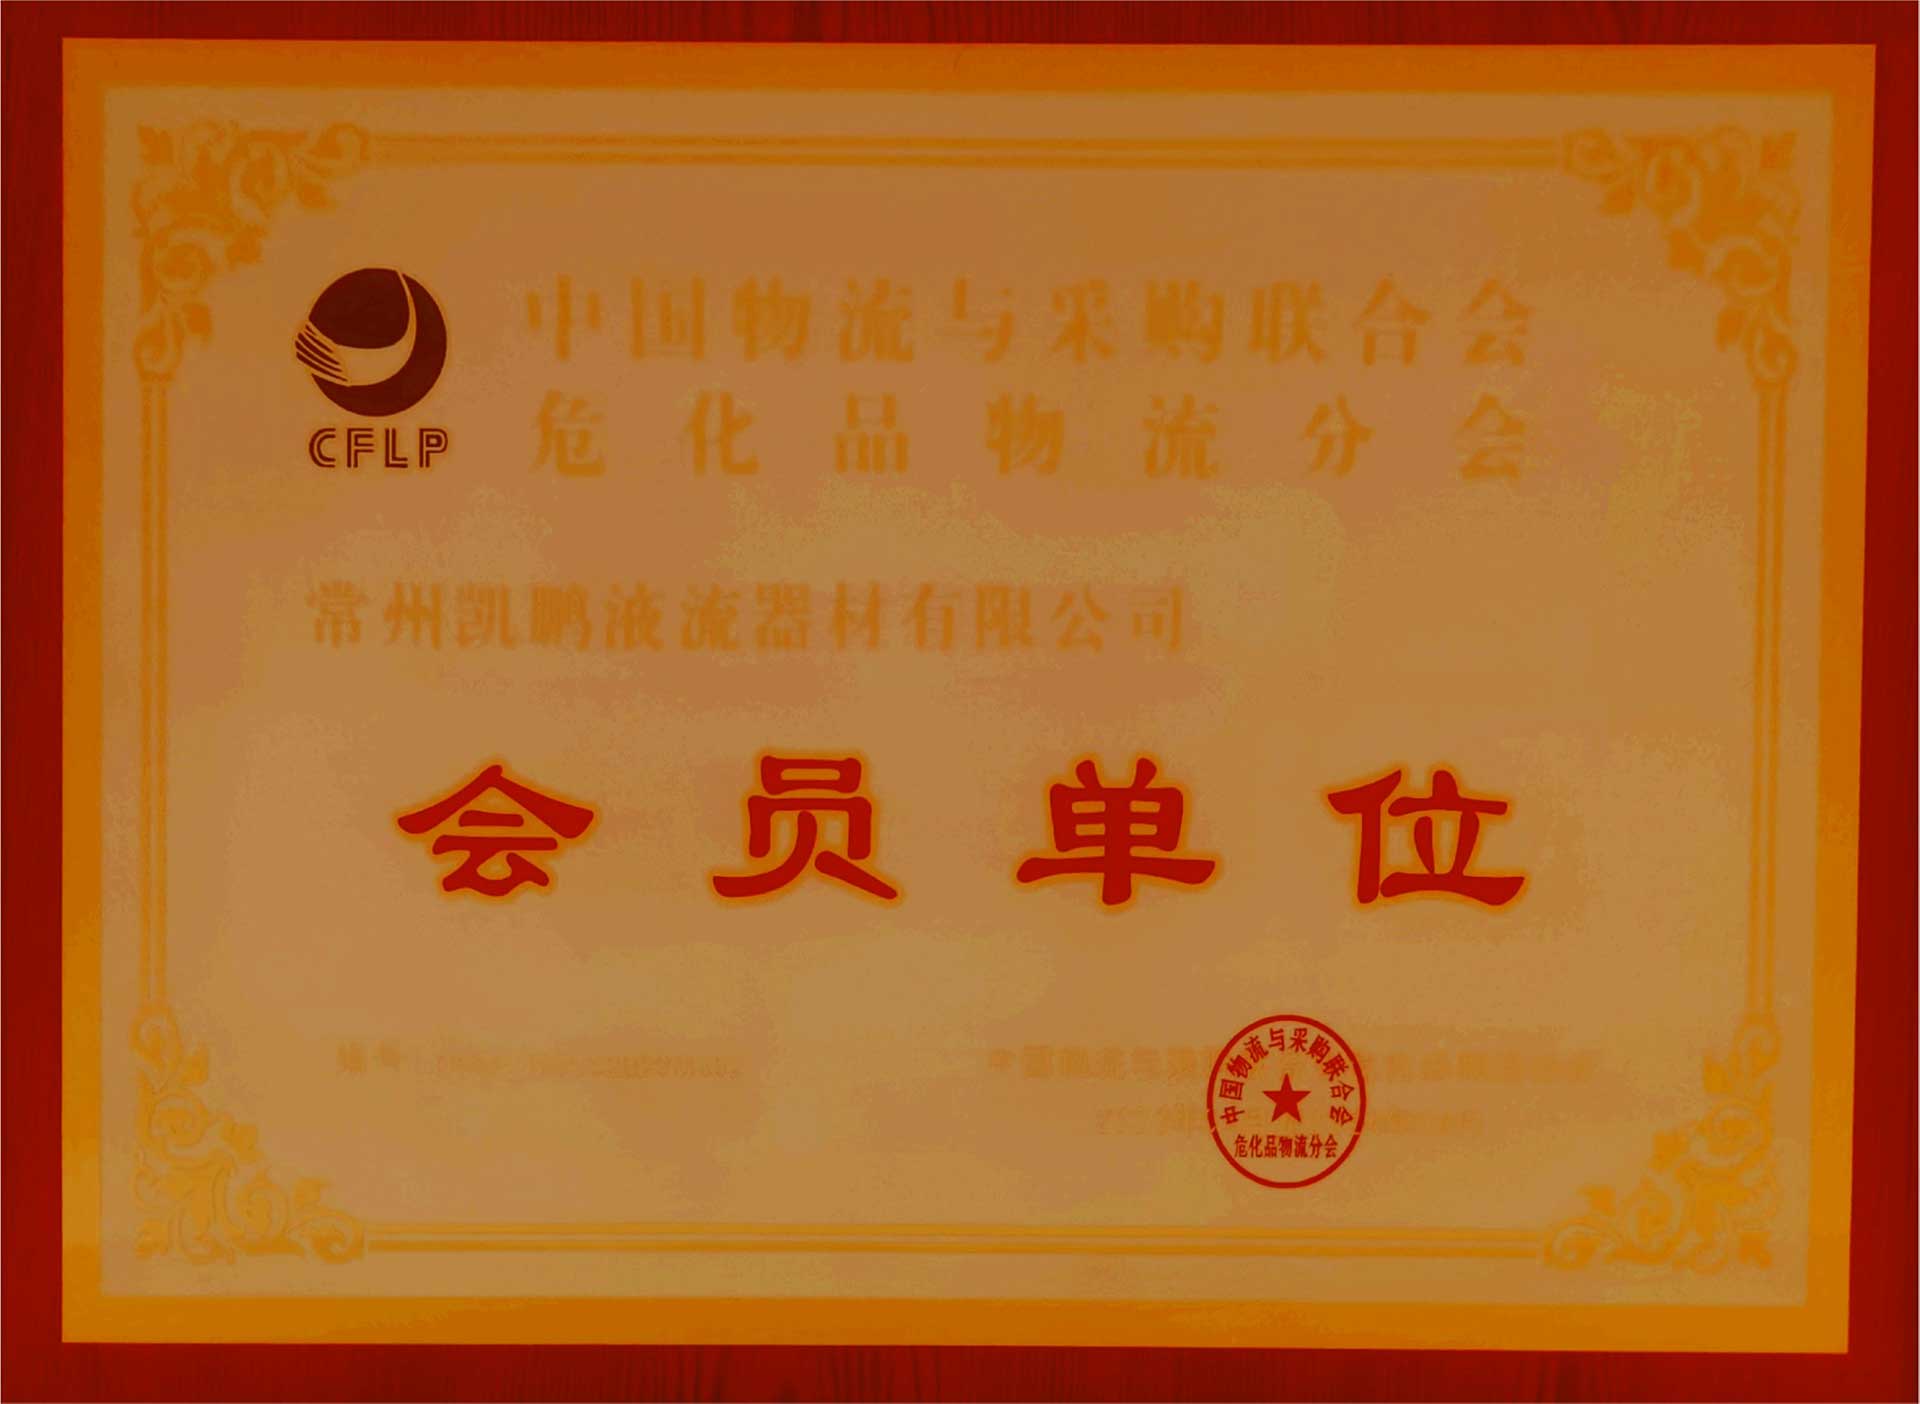 CFLP
中国物流与采购联合会
危化品物流分会
常州凯鹏液流器材有限公司
会员单位
中国物流与采购联合会
危化品物流分会